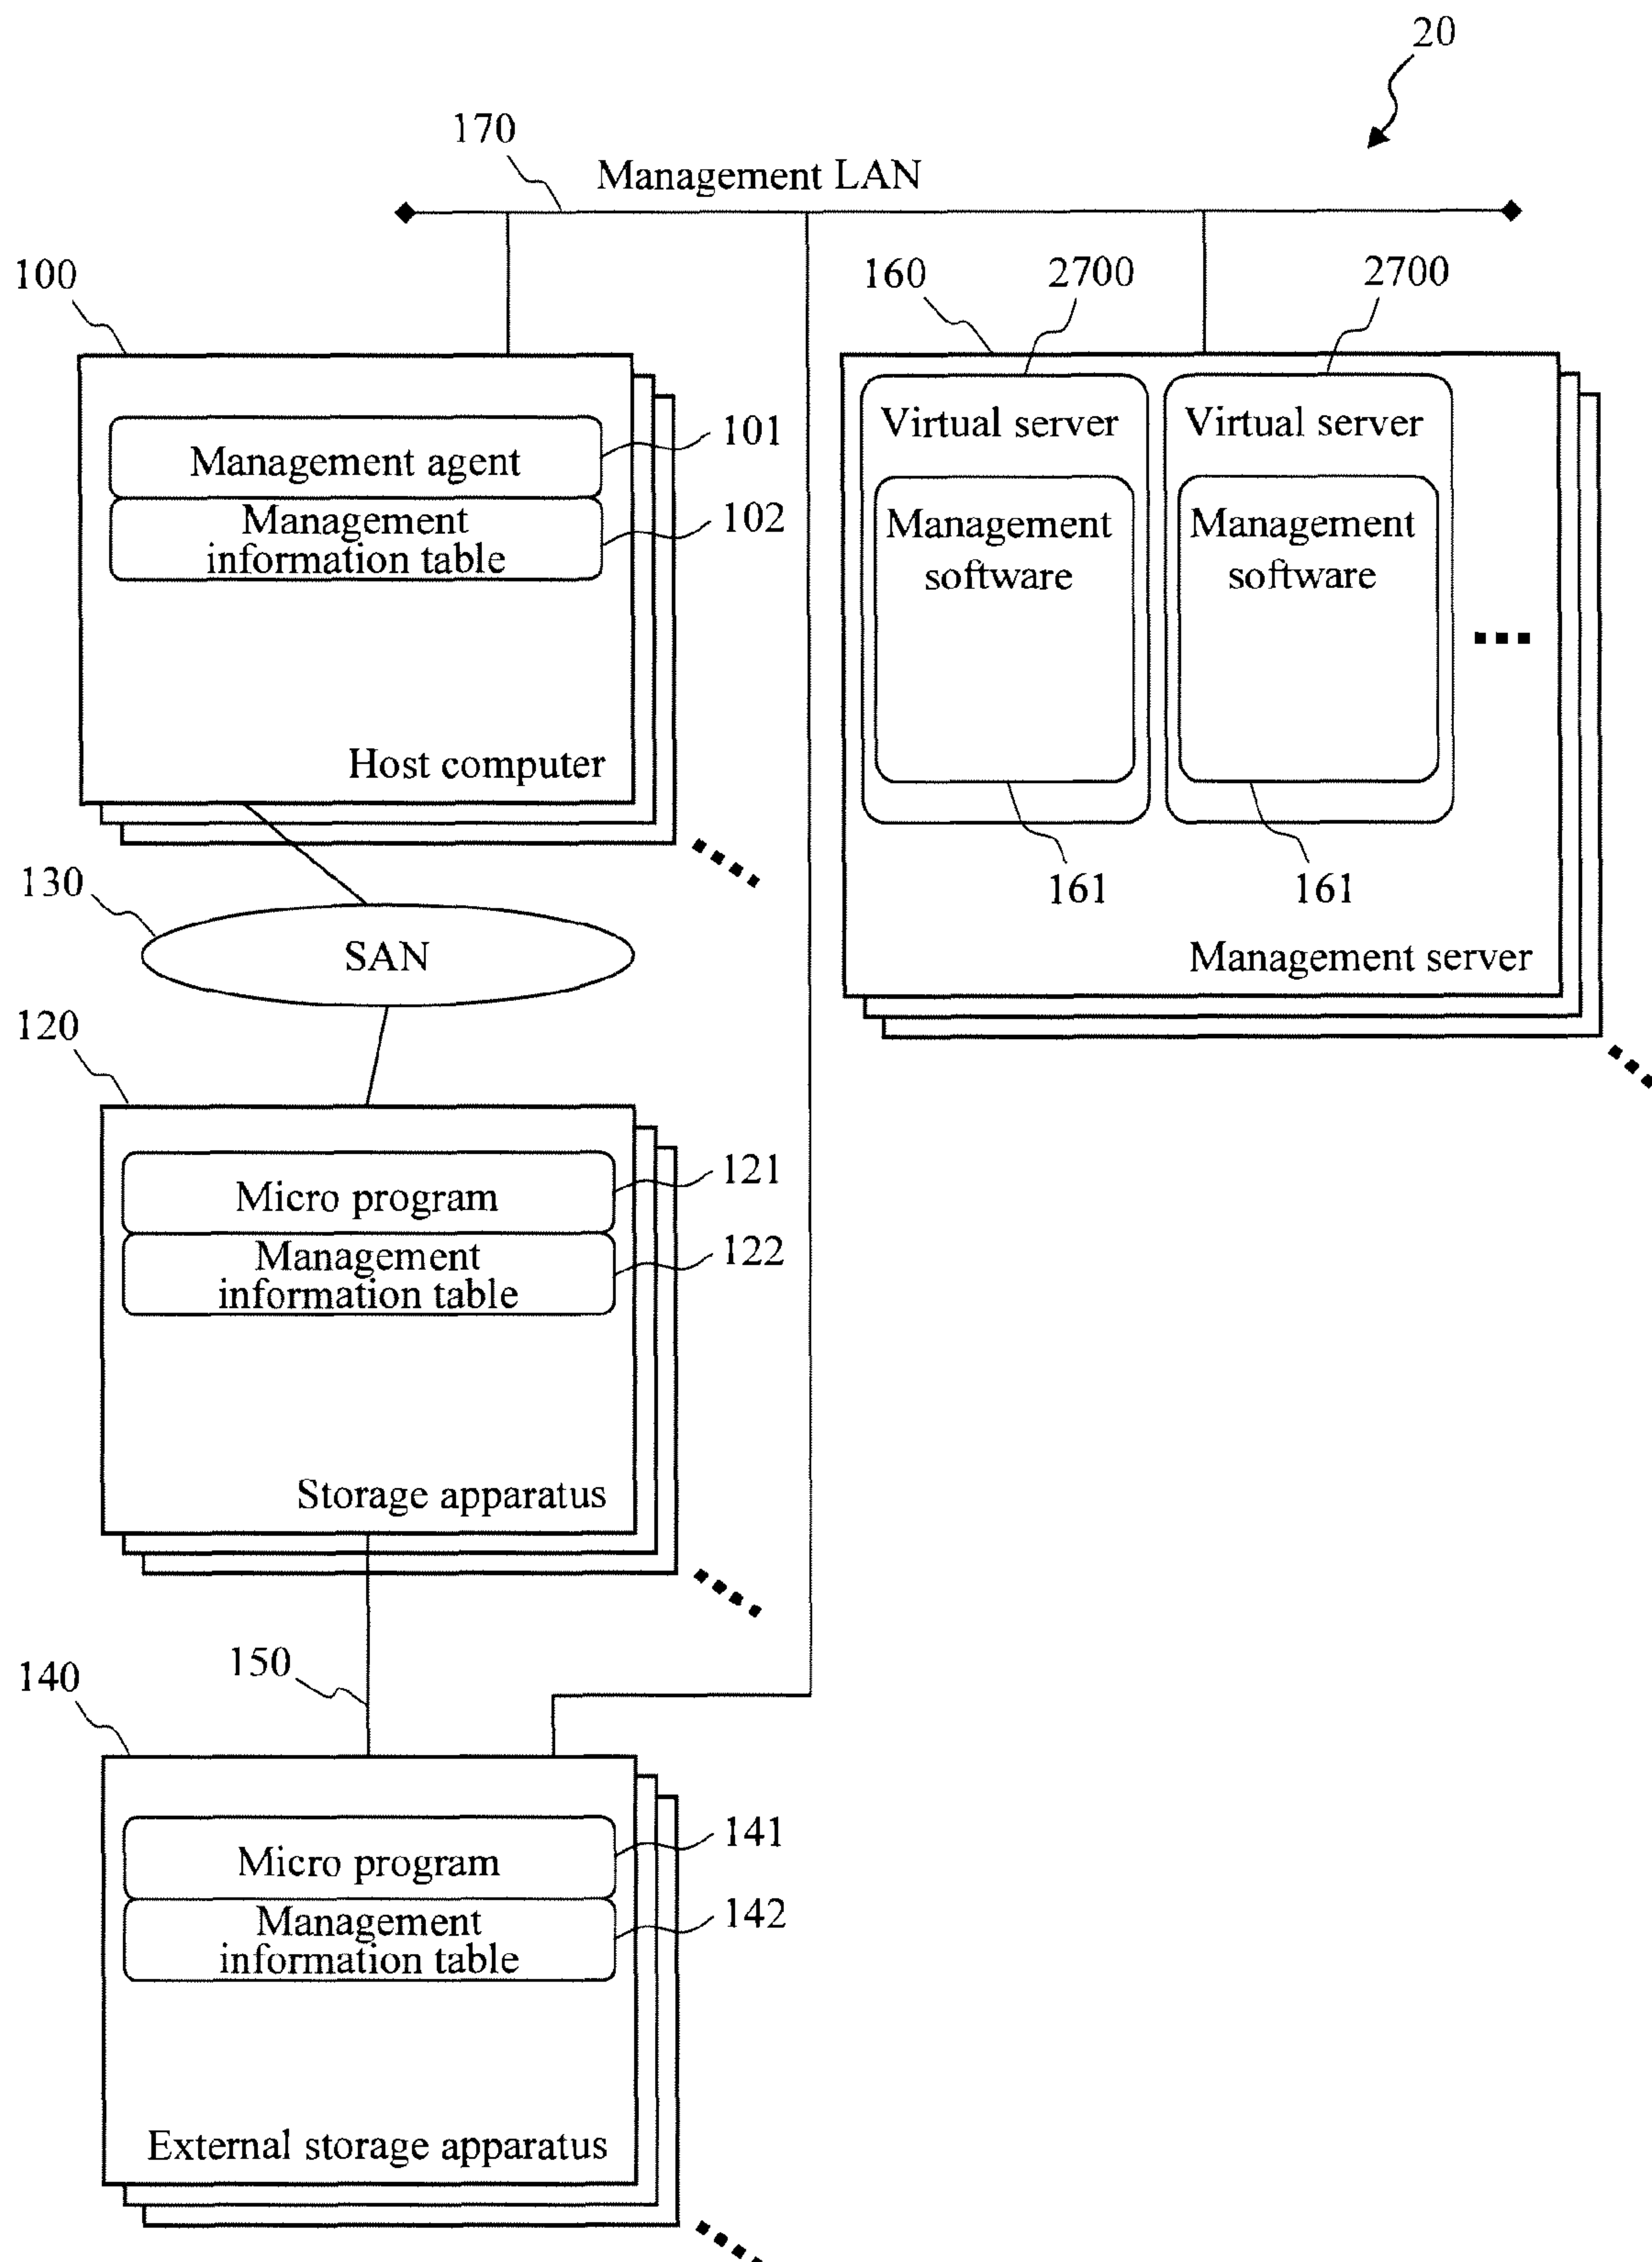 20
170
Management LAN
100
160
2700
2700
Management agent
101
Management
information table
102
Host computer
Virtual server
Virtual server
Management
software
Management
software
161
161
Management server
130
SAN
120
Micro program
121
Management
information table
122
Storage apparatus
150
140
Micro program
141
Management
information table
142
External storage apparatus